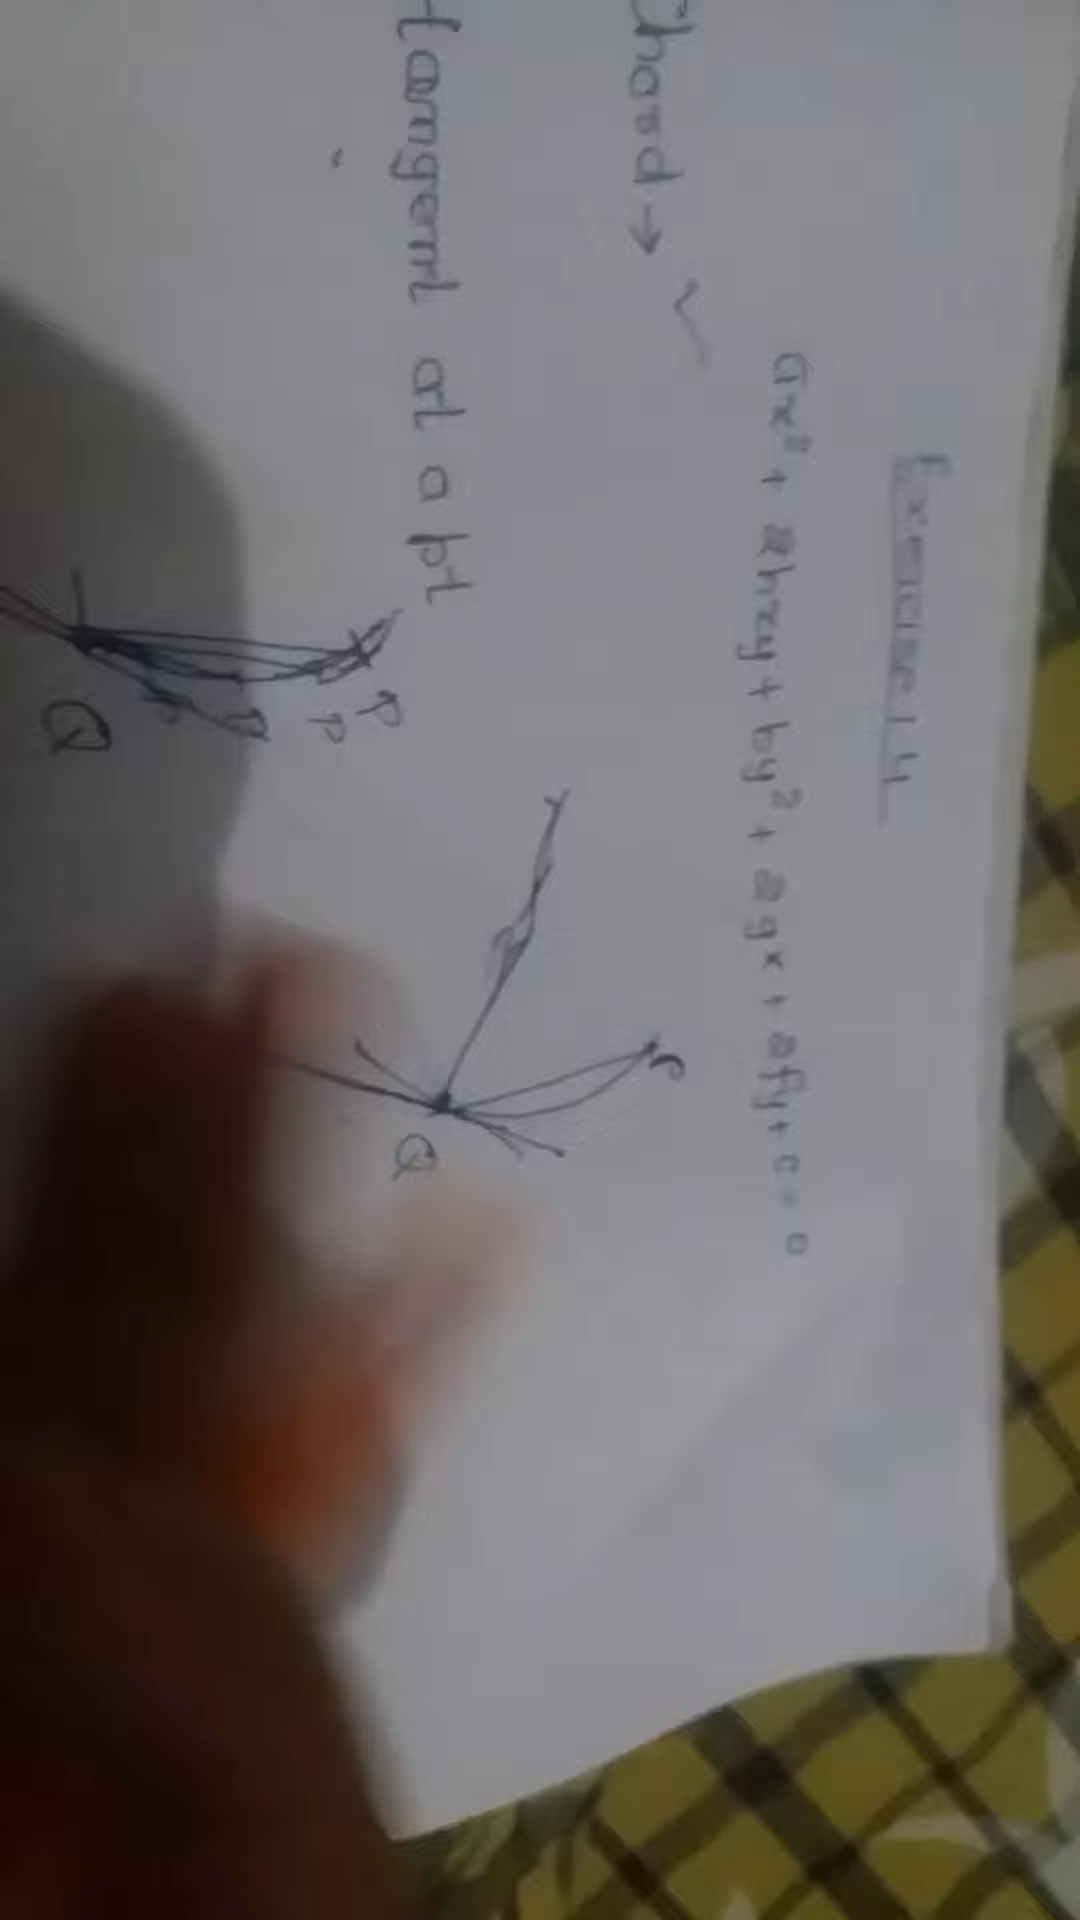 Exercise 14
ax² + 2hxy + by² + 2gx + 2fy + c = 0
Chord →
tangent at a pt
P
P
P
P
Q
P
Q